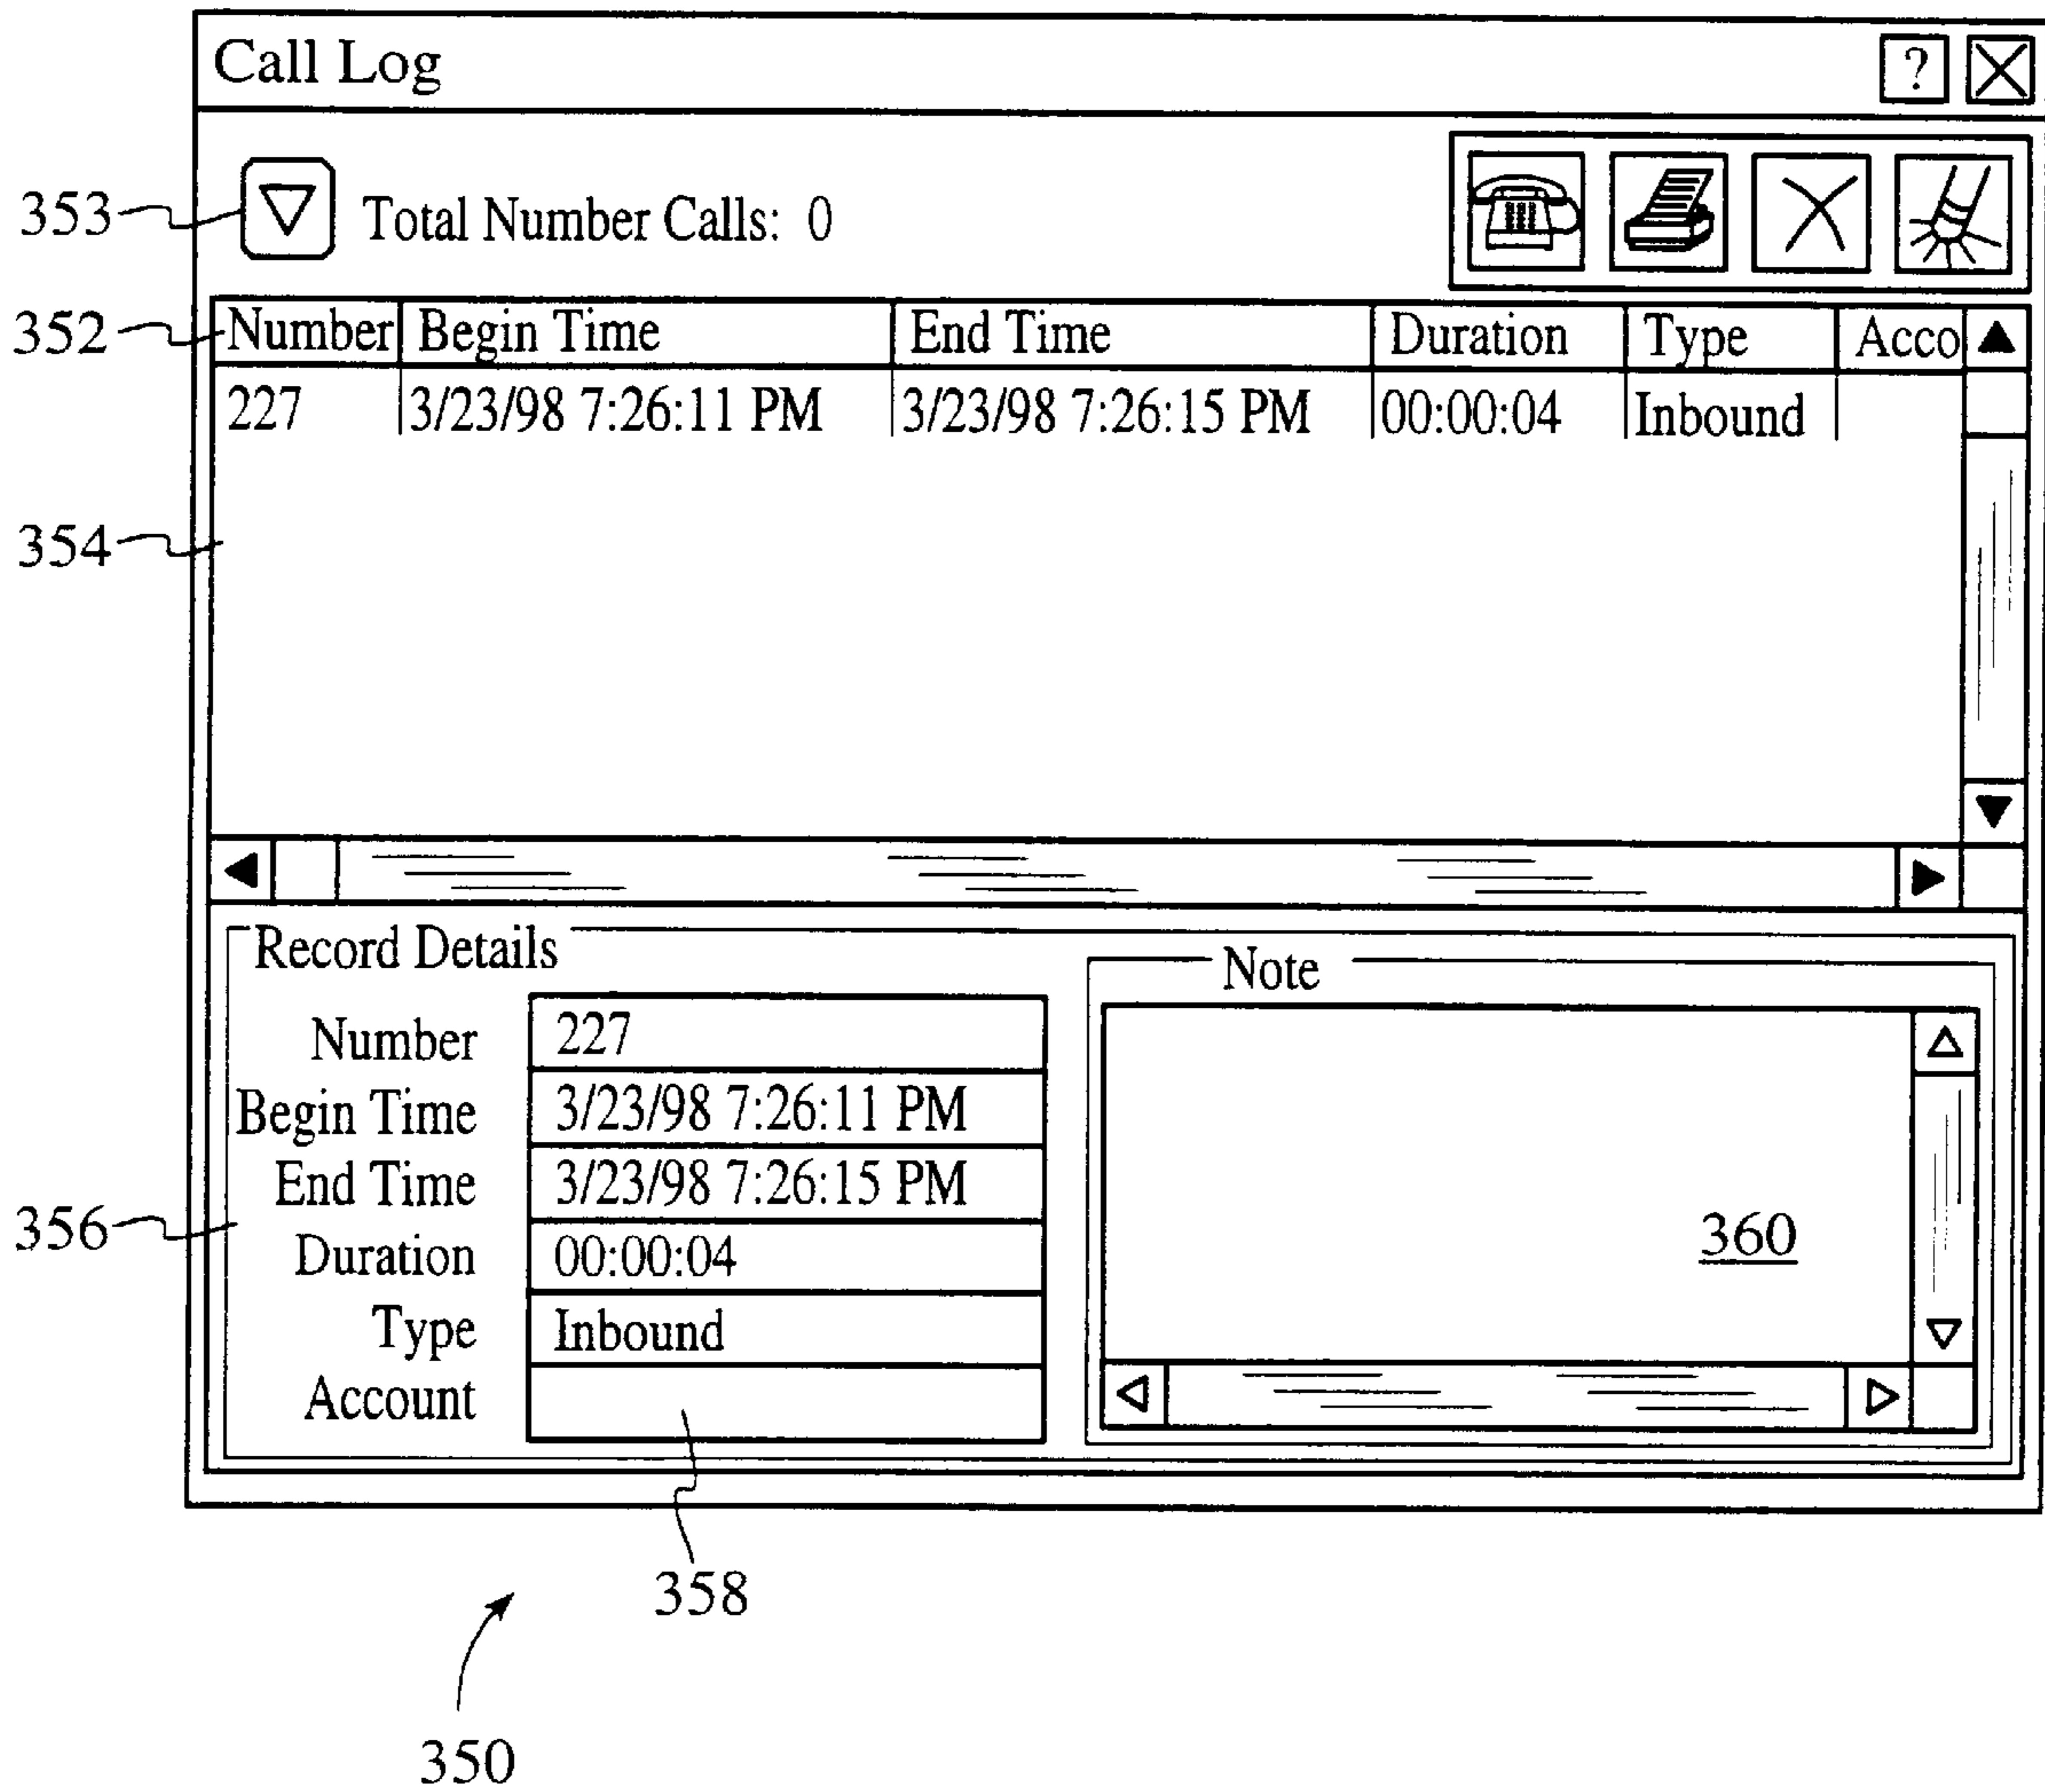 Call Log ?
353 Total Number Calls: 0
352 Number Begin Time End Time Duration Type Acco
227 3/23/98 7:26:11 PM 3/23/98 7:26:15 PM 00:00:04 Inbound
354
Record Details
Number 227
Begin Time 3/23/98 7:26:11 PM
End Time 3/23/98 7:26:15 PM
Duration 00:00:04
Type Inbound
Account
356
Note
360
358
350